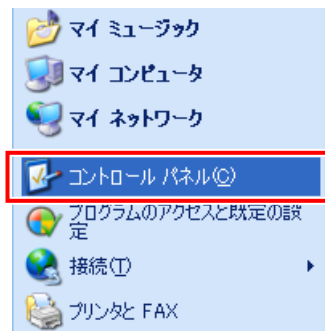 マイ ミュージック
マイ コンピュータ
マイ ネットワーク
コントロール パネル(C)
プログラムのアクセスと既定の設
定
接続(T)
プリンタと FAX